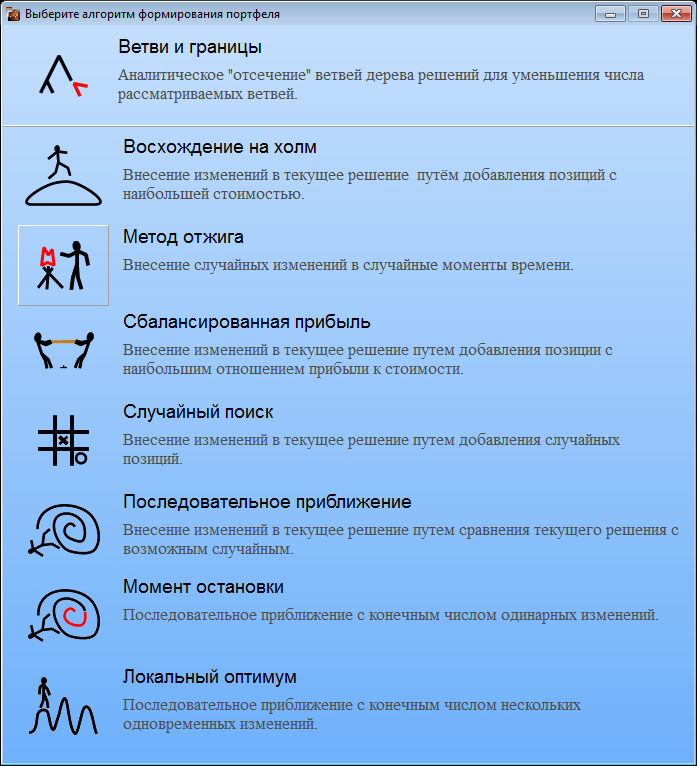 Выберите алгоритм формирования портфеля
Ветви и границы
Аналитическое "отсечение" ветвей дерева решений для уменьшения числа
рассматриваемых ветвей.
Восхождение на холм
Внесение изменений в текущее решение путём добавления позиций с
наибольшей стоимостью.
Метод отжига
Внесение случайных изменений в случайные моменты времени.
Сбалансированная прибыль
Внесение изменений в текущее решение путем добавления позиции с
наибольшим отношением прибыли к стоимости.
Случайный поиск
Внесение изменений в текущее решение путем добавления случайных
позиций.
Последовательное приближение
Внесение изменений в текущее решение путем сравнения текущего решения с
возможным случайным.
Момент остановки
Последовательное приближение с конечным числом одинарных изменений.
Локальный оптимум
Последовательное приближение с конечным числом нескольких
одновременных изменений.